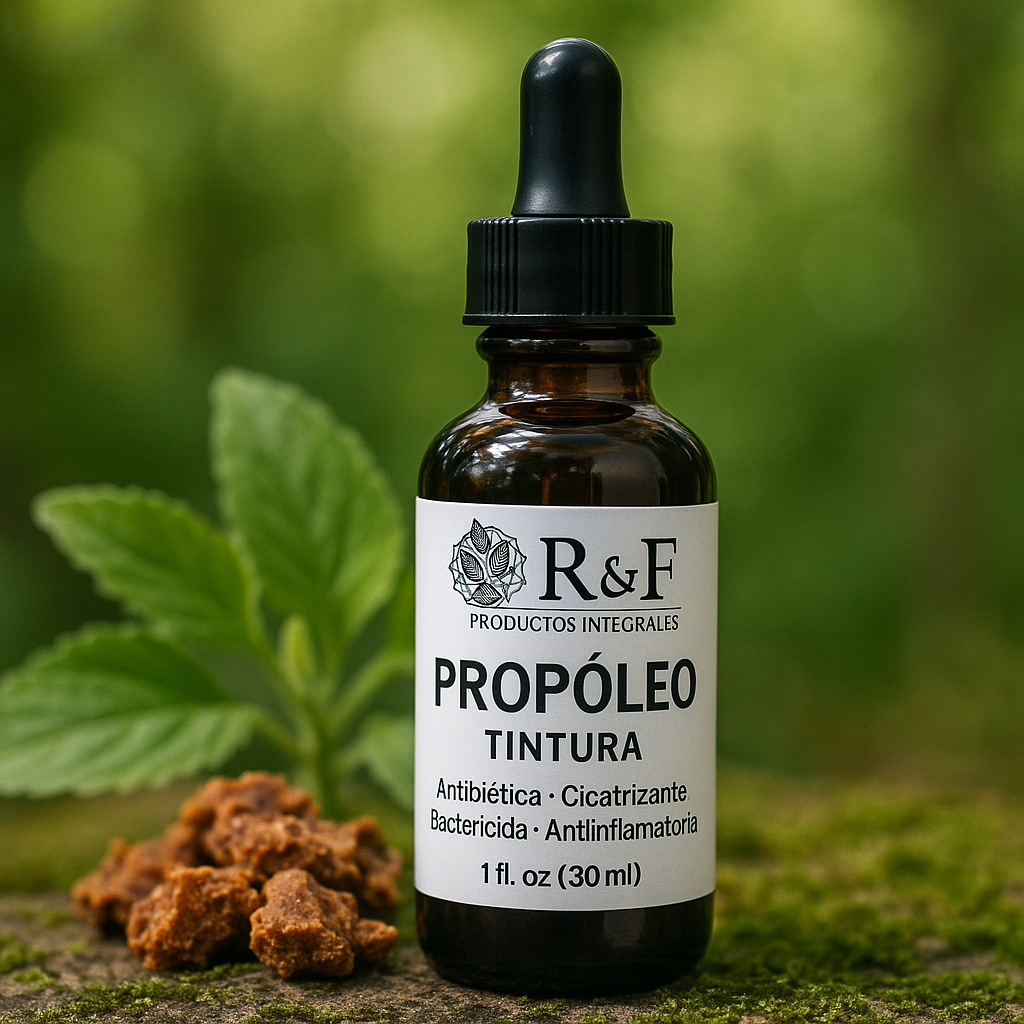 R&F
PRODUCTOS INTEGRALES
PROPÓLEO
TINTURA
Antibiética · Cicatrizante
Bactericida · Antlinflamatoria
1 fl. oz (30 ml)